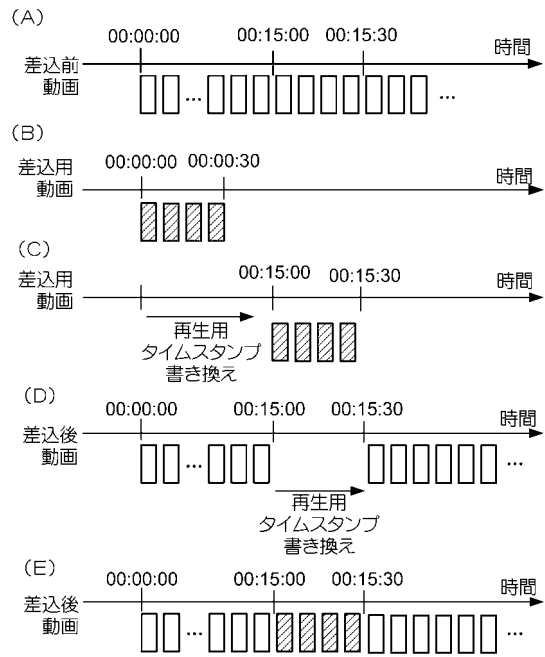 (A)
00:00:00 00:15:00 00:15:30
時間
差込前
動画
...
...
(B)
00:00:00 00:00:30
差込用
動画
時間
(C)
00:15:00 00:15:30
差込用
動画
時間
再生用
タイムスタンプ
書き換え
(D)
00:00:00 00:15:00 00:15:30
時間
差込後
動画
...
...
再生用
タイムスタンプ
書き換え
(E)
00:00:00 00:15:00 00:15:30
時間
差込後
動画
...
...